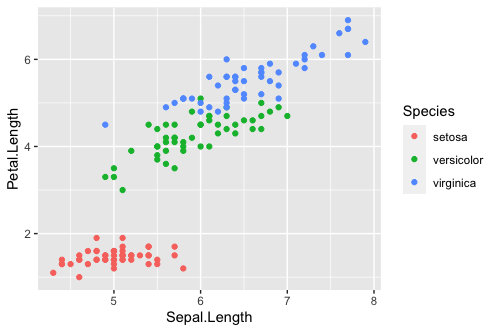 Petal.Length
6
4
2
5
6
7
8
Sepal.Length
Species
setosa
versicolor
virginica